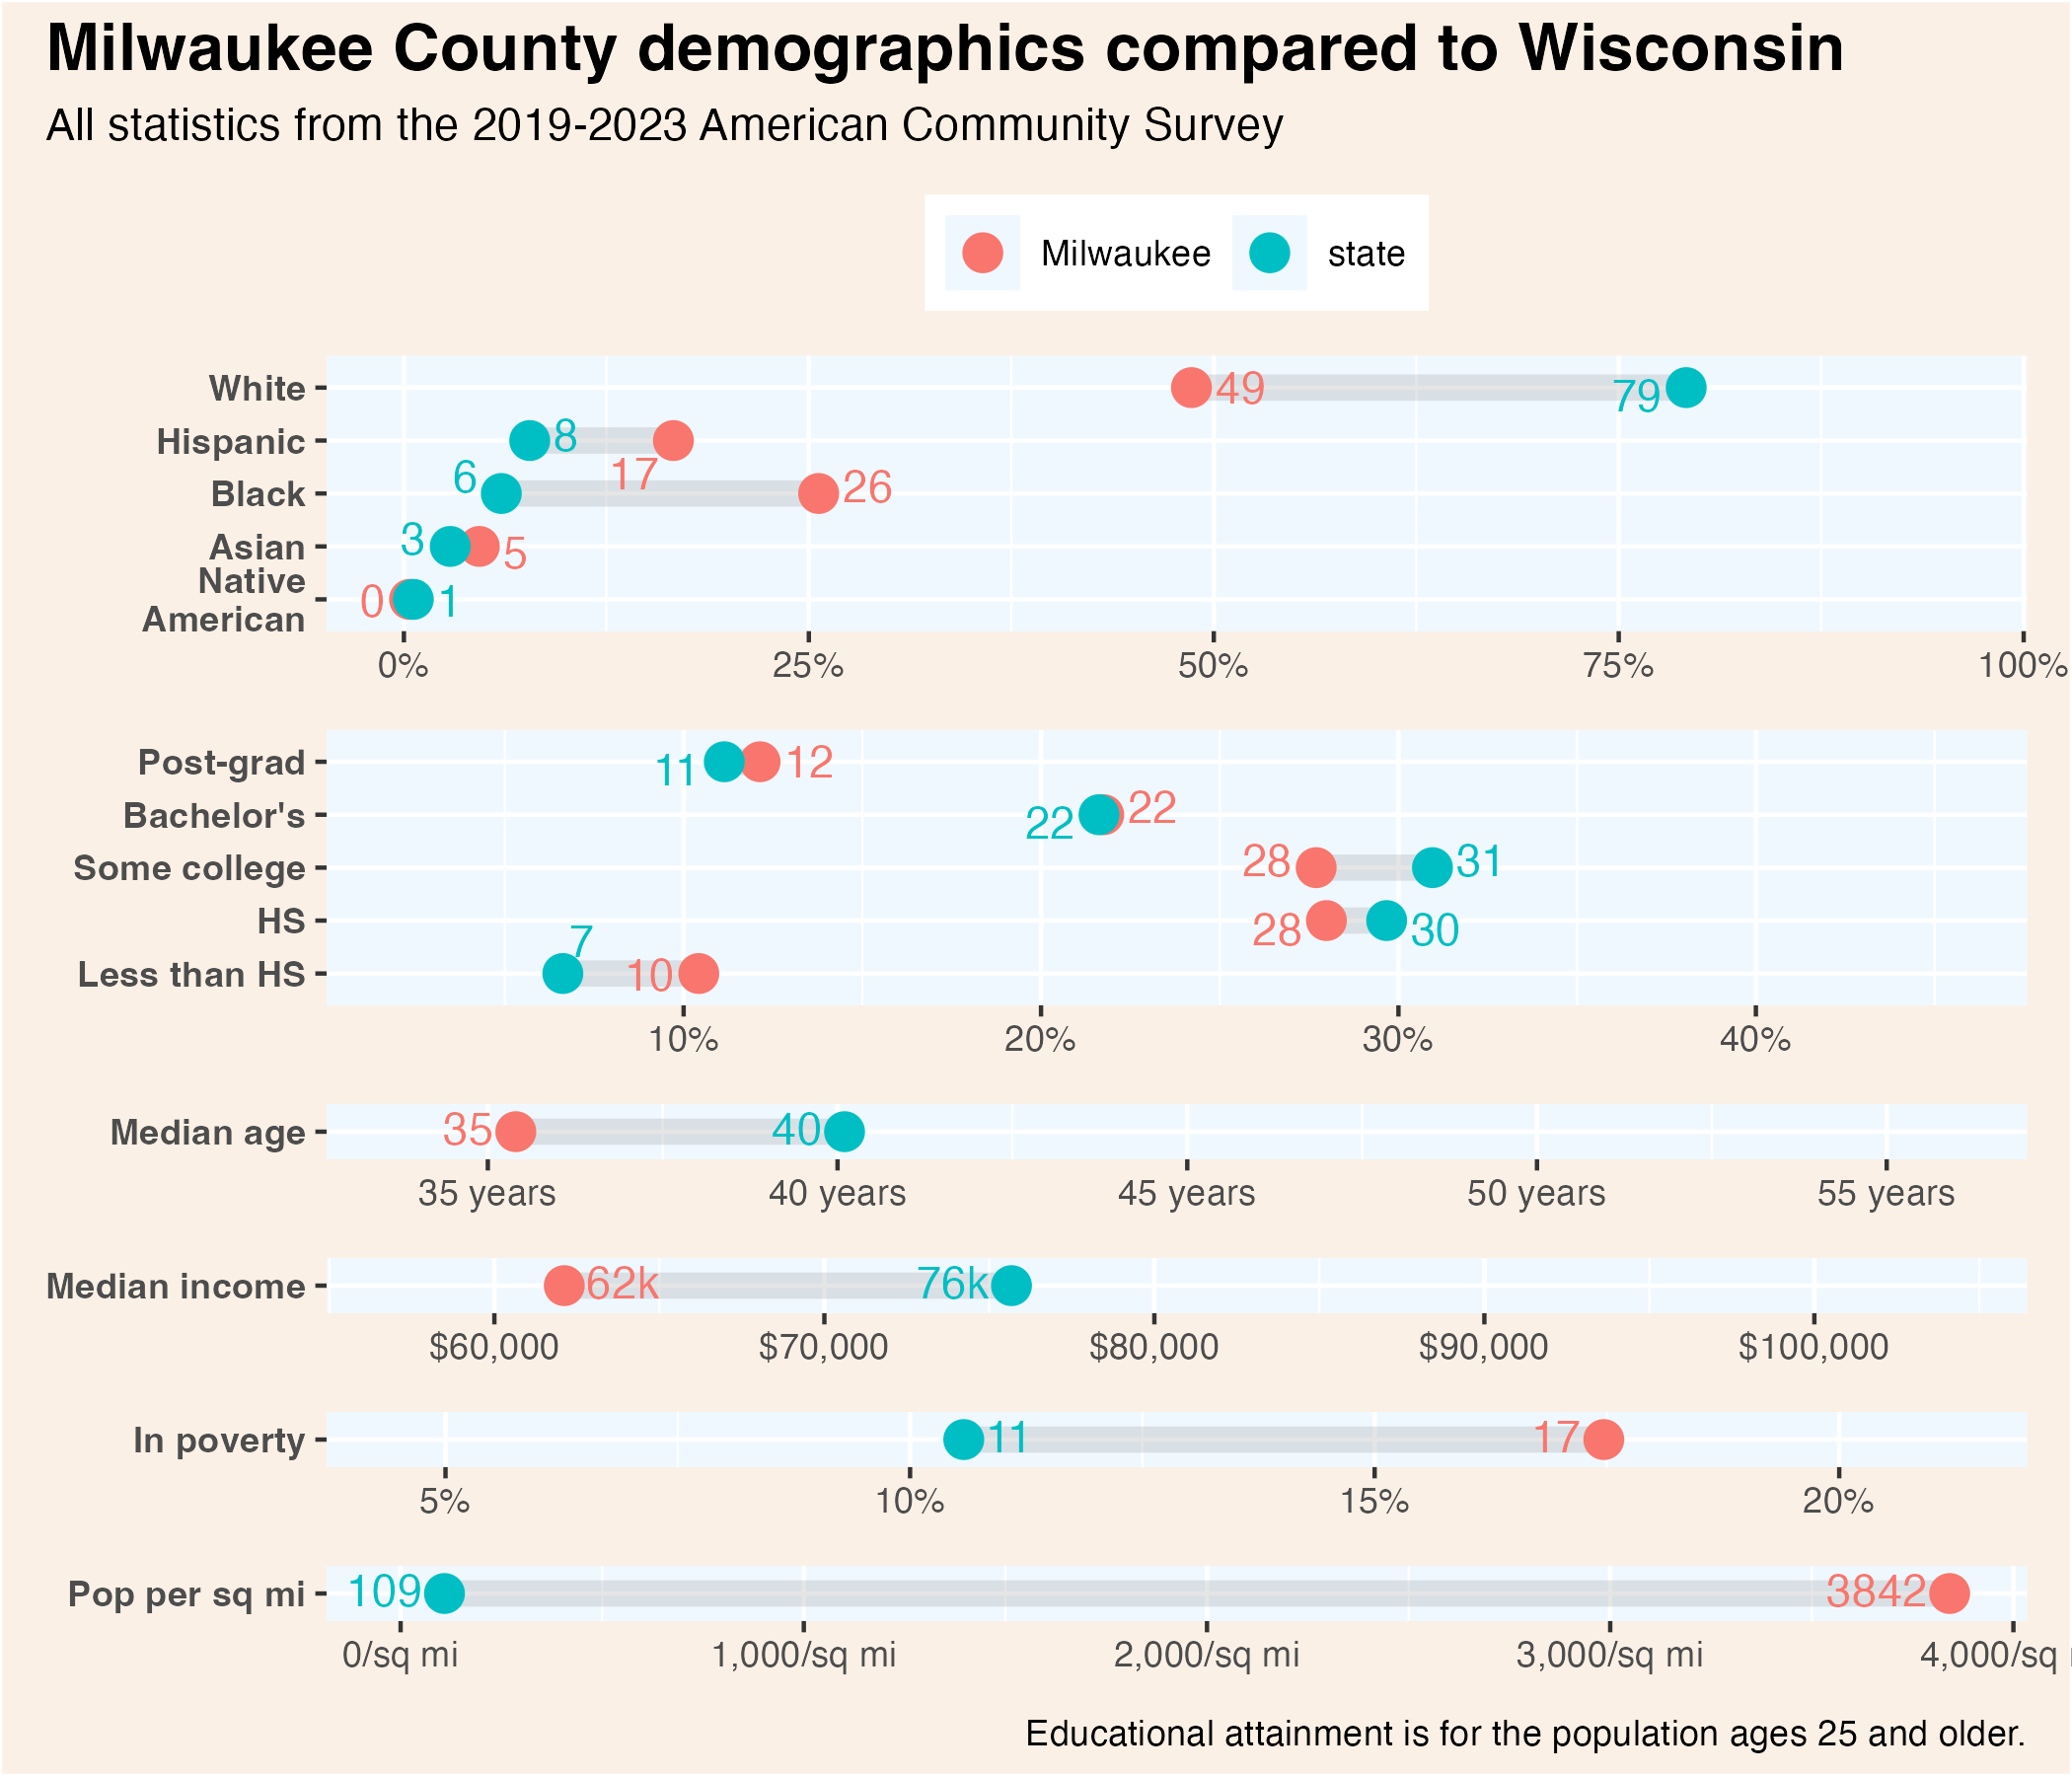 Milwaukee County demographics compared to Wisconsin
All statistics from the 2019-2023 American Community Survey
Milwaukee state
White 49 79
Hispanic 8 17
Black 6 26
Asian 3 5
Native
American 0 1
0% 25% 50% 75% 100%
Post-grad 11 12
Bachelor's 22 22
Some college 28 31
HS 28 30
Less than HS 7 10
10% 20% 30% 40%
Median age 35 40
35 years 40 years 45 years 50 years 55 years
Median income 62k 76k
$60,000 $70,000 $80,000 $90,000 $100,000
In poverty 11 17
5% 10% 15% 20%
Pop per sq mi 109 3842
0/sq mi 1,000/sq mi 2,000/sq mi 3,000/sq mi 4,000/sq
Educational attainment is for the population ages 25 and older.